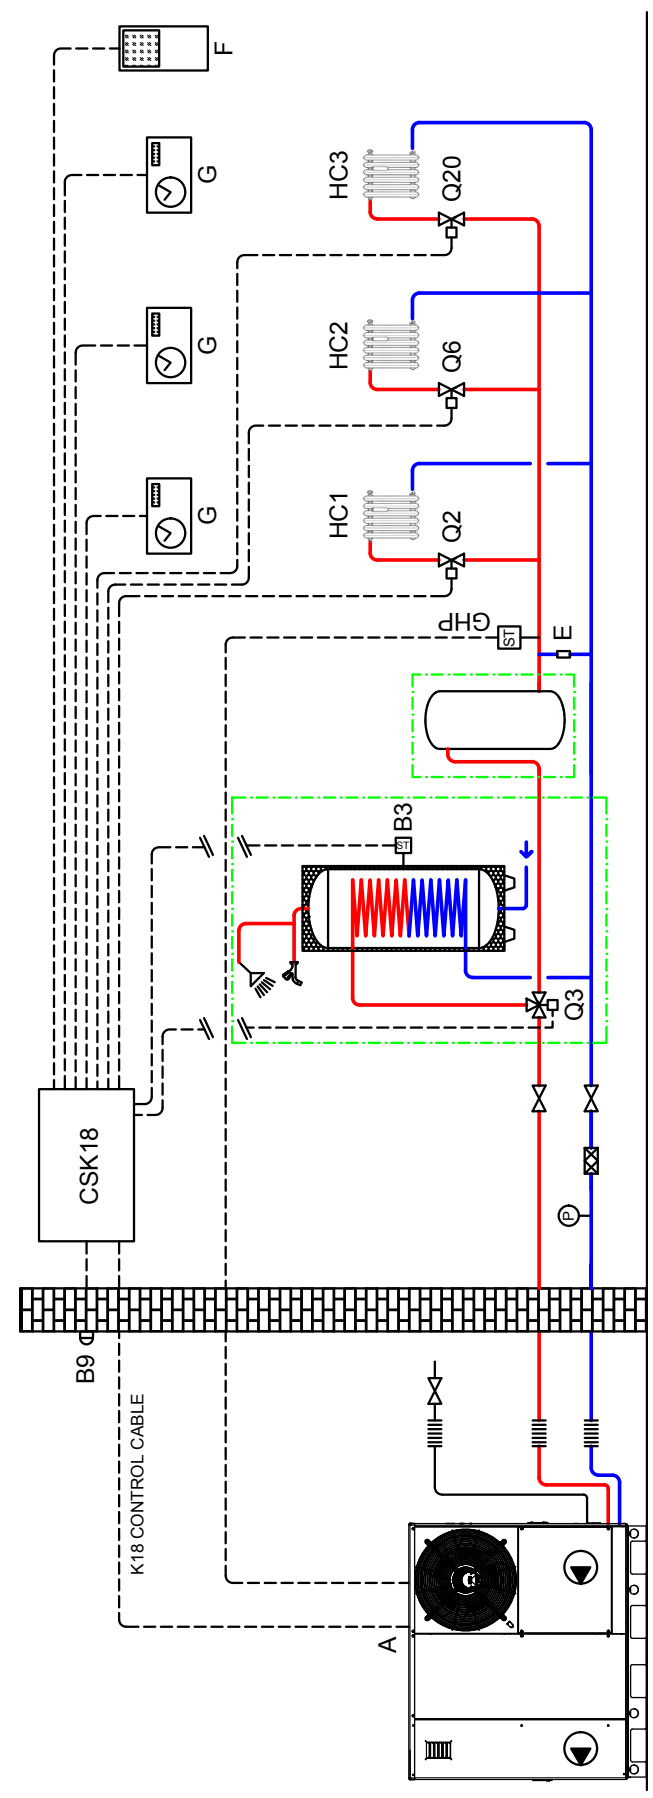 F
G
HC3
Q20
G
HC2
Q6
G
HC1
Q2
GHP
ST
E
B3
ST
Q3
CSK18
P
B9
K18 CONTROL CABLE
A